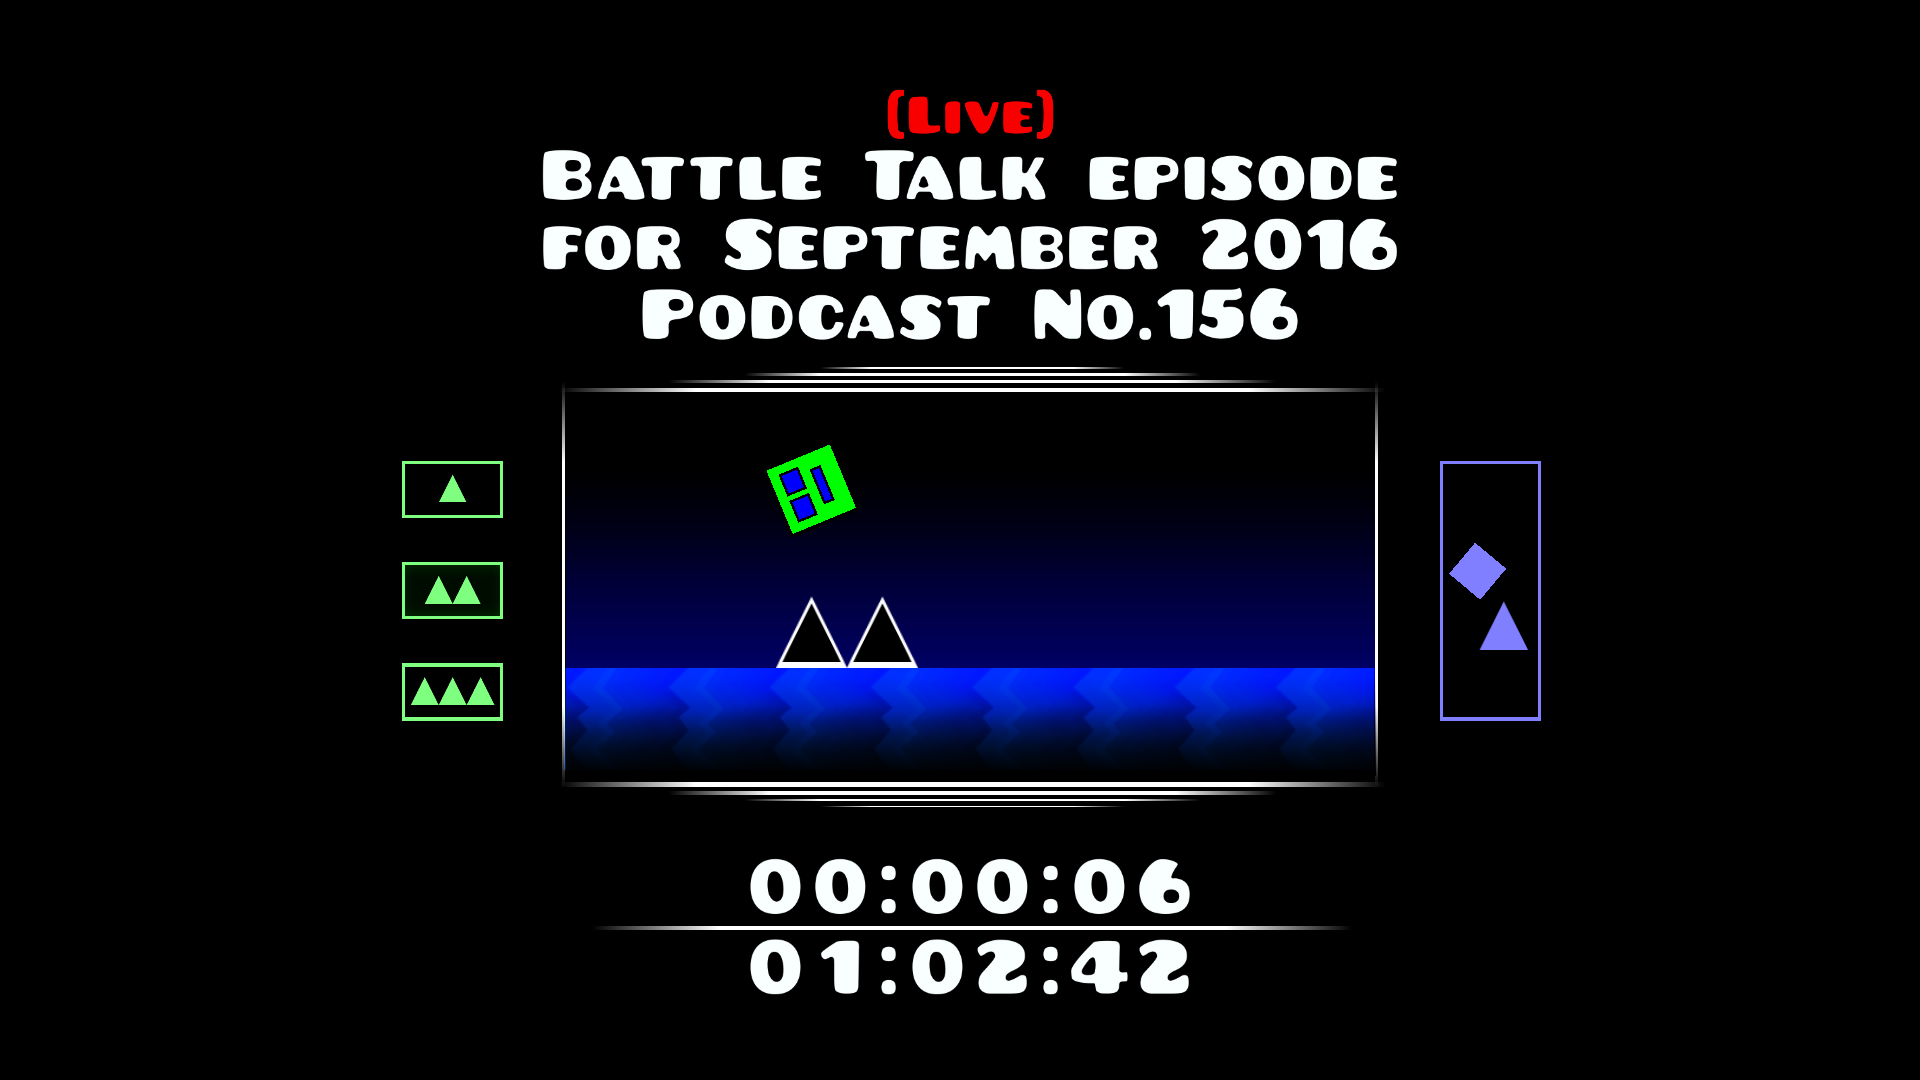 (Live)
Battle Talk episode
for September 2016
Podcast No.156
00:00:06
01:02:42